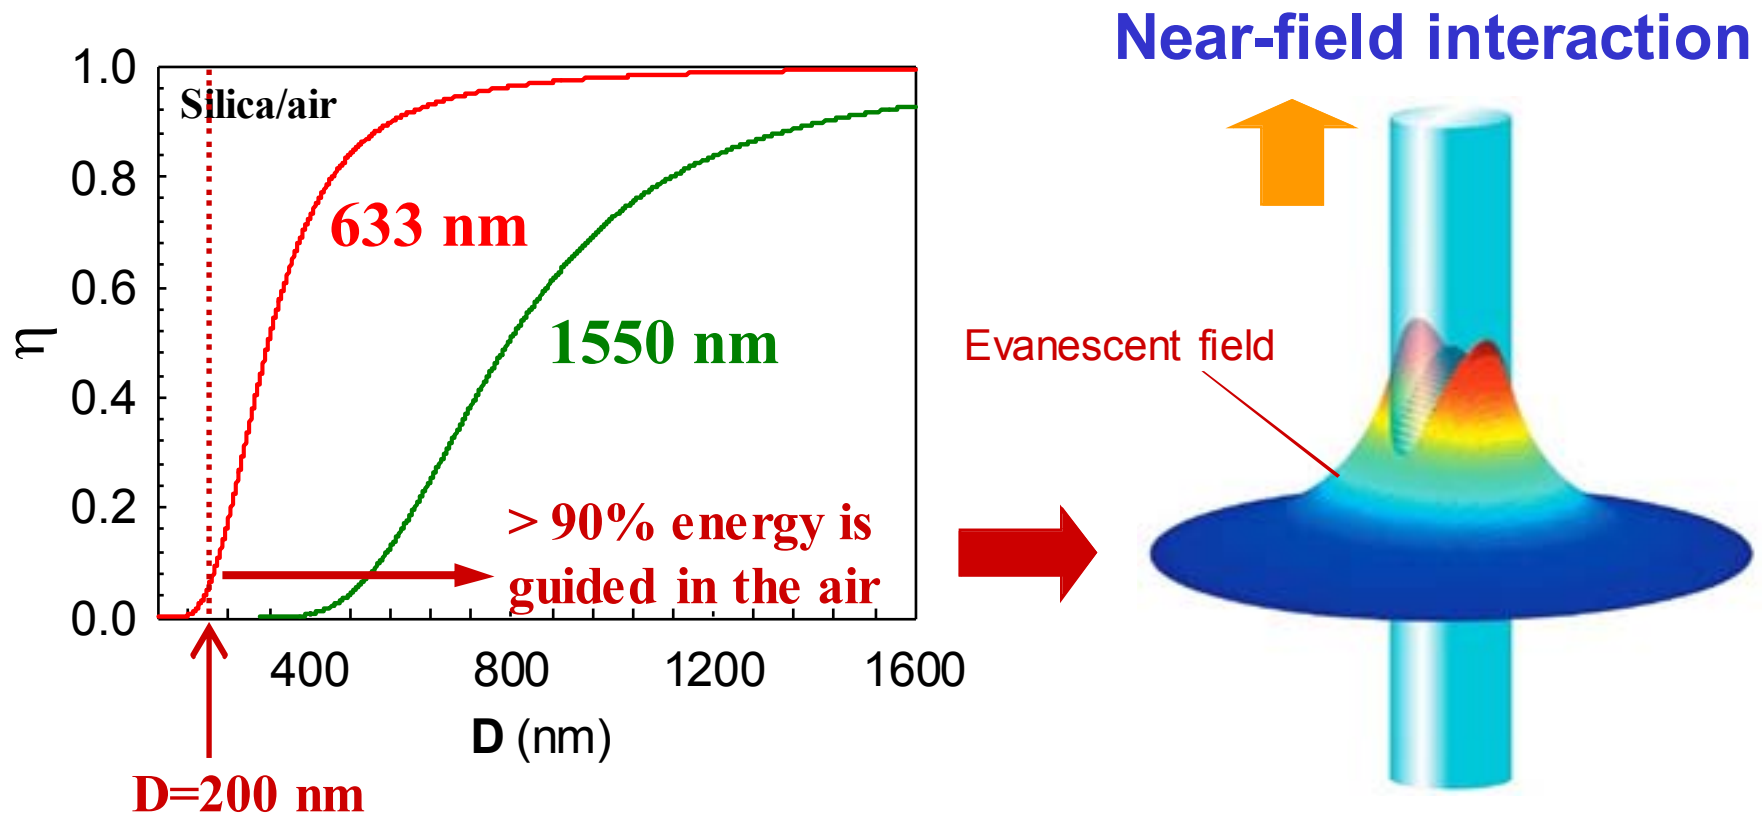 Near-field interaction
1.0
0.8
0.6
0.4
0.2
0.0
η
Silica/air
633 nm
1550 nm
> 90% energy is
guided in the air
400 800 1200 1600
D (nm)
D=200 nm
Evanescent field